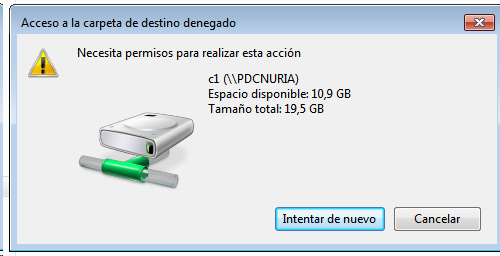 Acceso a la carpeta de destino denegado
Necesita permisos para realizar esta acción
c1 (\\PDCNURIA)
Espacio disponible: 10,9 GB
Tamaño total: 19,5 GB
Intentar de nuevo
Cancelar